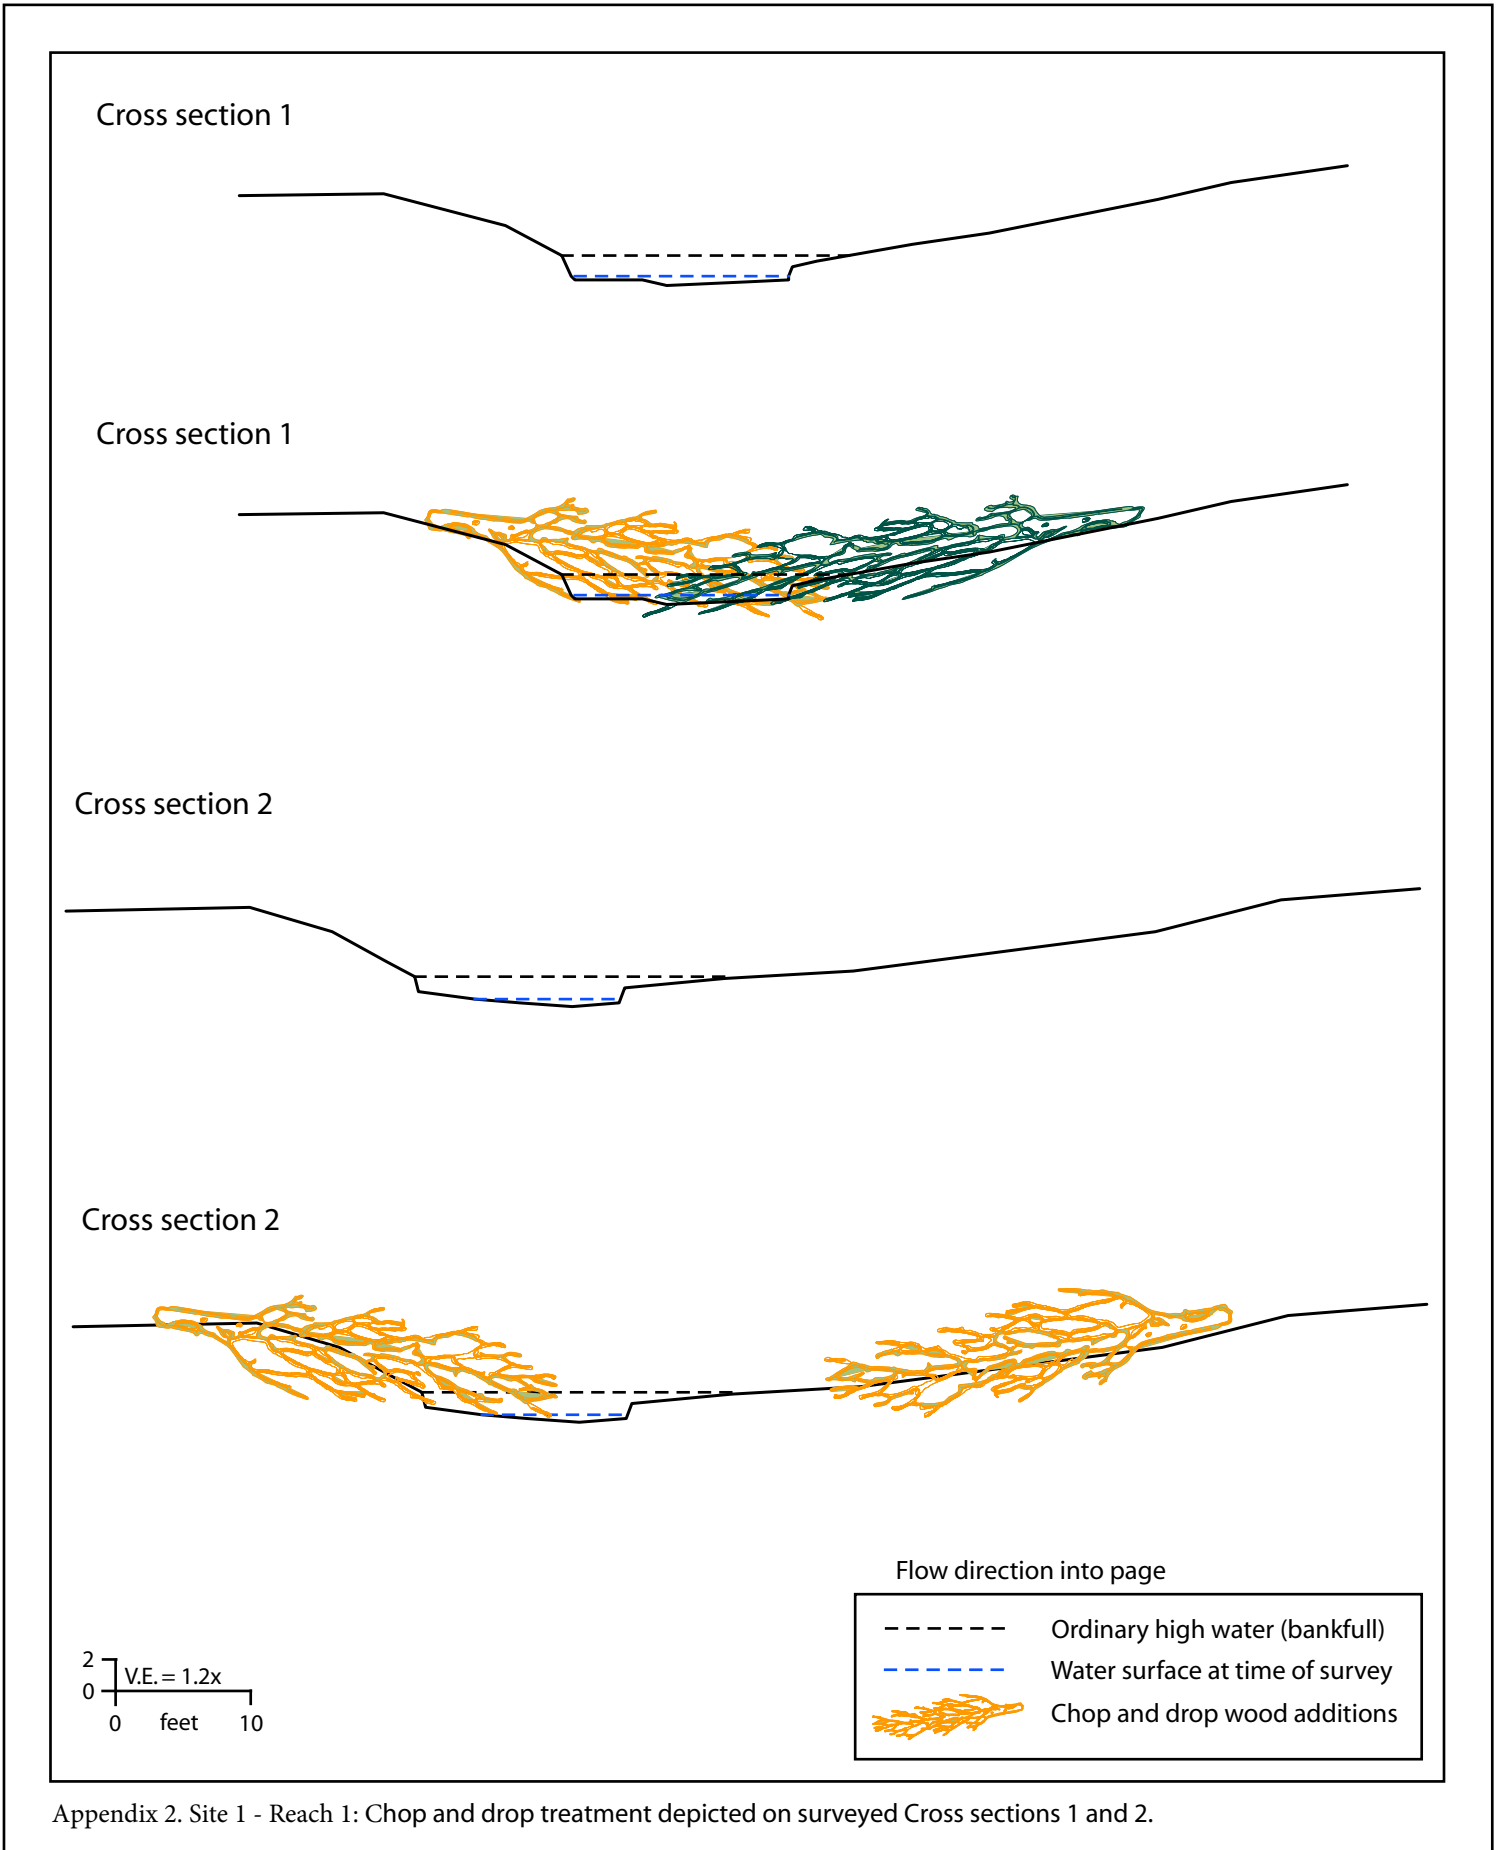 Cross section 1
Cross section 1
Cross section 2
Cross section 2
Flow direction into page
Ordinary high water (bankfull)
Water surface at time of survey
Chop and drop wood additions
2
V.E. = 1.2x
0
0 feet 10
Appendix 2. Site 1 - Reach 1: Chop and drop treatment depicted on surveyed Cross sections 1 and 2.